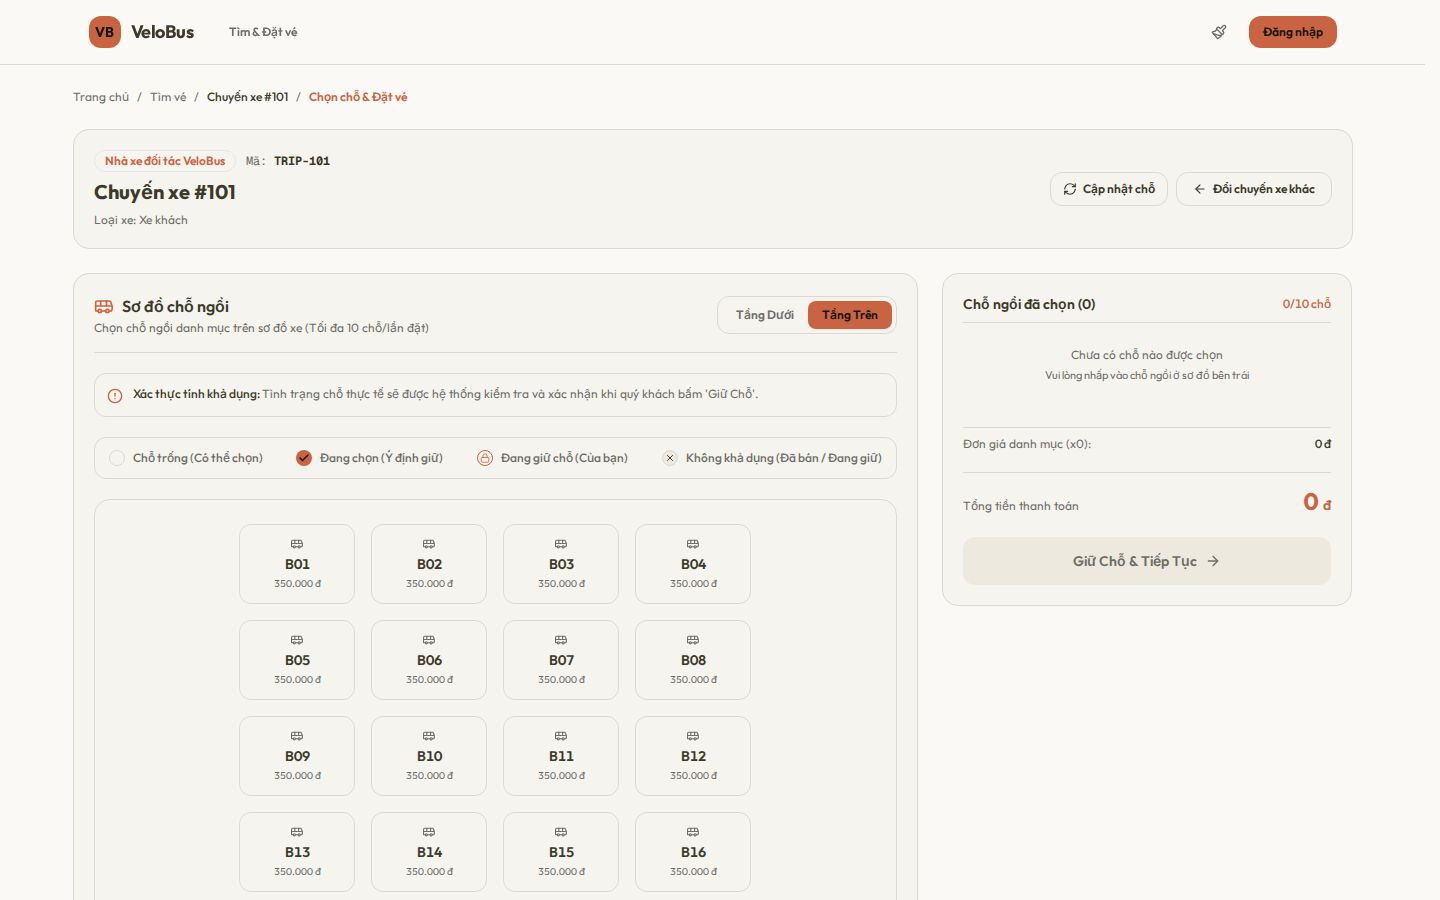 VB VeloBus Tìm & Đặt vé Đăng nhập
Trang chủ / Tìm vé / Chuyến xe #101 / Chọn chỗ & Đặt vé
Nhà xe đối tác VeloBus Mã: TRIP-101
Chuyến xe #101
Loại xe: Xe khách
Cập nhật chỗ Đổi chuyến xe khác
Sơ đồ chỗ ngồi
Chọn chỗ ngồi danh mục trên sơ đồ xe (Tối đa 10 chỗ/lần đặt)
Tầng Dưới Tầng Trên
Xác thực tính khả dụng: Tình trạng chỗ thực tế sẽ được hệ thống kiểm tra và xác nhận khi quý khách bấm 'Giữ Chỗ'.
Chỗ trống (Có thể chọn) Đang chọn (Ý định giữ) Đang giữ chỗ (Của bạn) Không khả dụng (Đã bán / Đang giữ)
B01 B02 B03 B04
350.000 đ 350.000 đ 350.000 đ 350.000 đ
B05 B06 B07 B08
350.000 đ 350.000 đ 350.000 đ 350.000 đ
B09 B10 B11 B12
350.000 đ 350.000 đ 350.000 đ 350.000 đ
B13 B14 B15 B16
350.000 đ 350.000 đ 350.000 đ 350.000 đ
Chỗ ngồi đã chọn (0) 0/10 chỗ
Chưa có chỗ nào được chọn
Vui lòng nhấp vào chỗ ngồi ở sơ đồ bên trái
Đơn giá danh mục (x0): 0 đ
Tổng tiền thanh toán 0 đ
Giữ Chỗ & Tiếp Tục